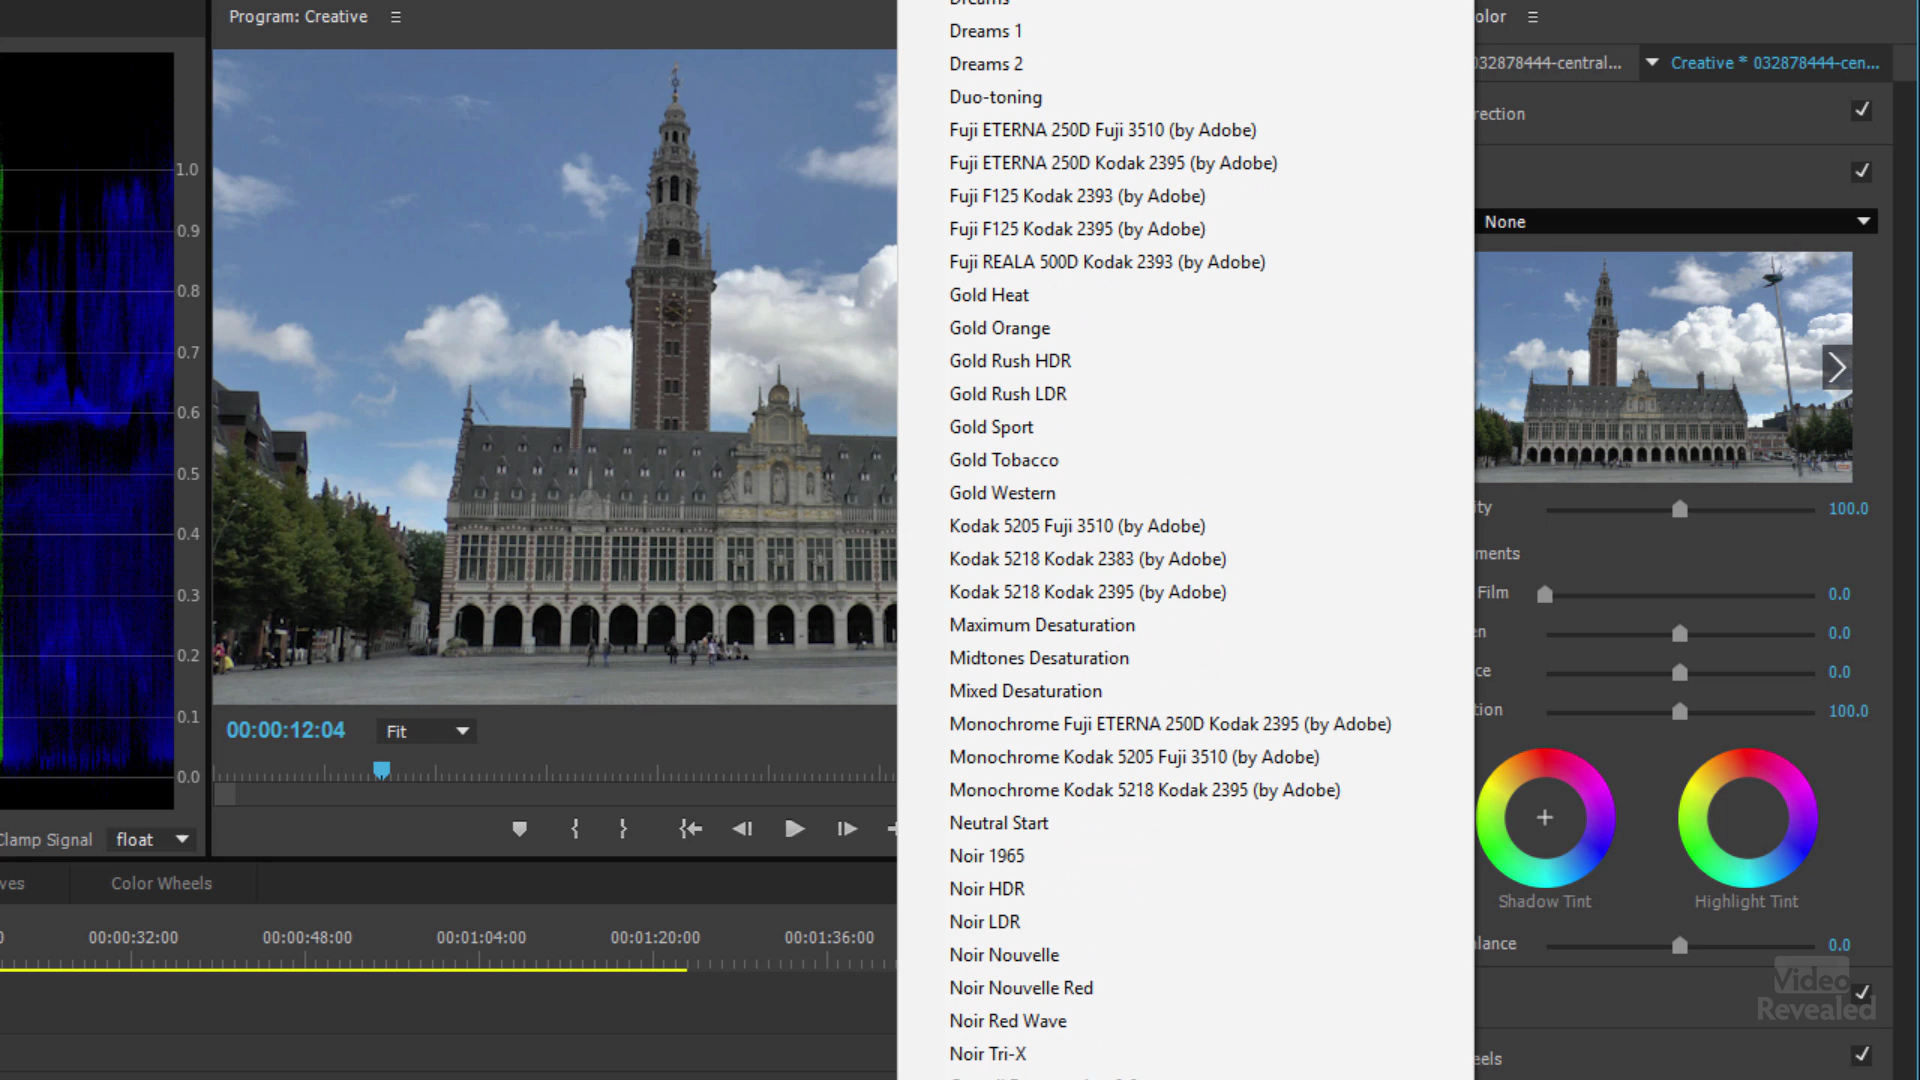 Program: Creative
1.0
0.9
0.8
0.7
0.6
0.5
0.4
0.3
0.2
0.1
0.0
Clamp Signal
float
00:00:12:04
Fit
ves
Color Wheels
0
00:00:32:00
00:00:48:00
00:01:04:00
00:01:20:00
00:01:36:00
Dreams
Dreams 1
Dreams 2
Duo-toning
Fuji ETERNA 250D Fuji 3510 (by Adobe)
Fuji ETERNA 250D Kodak 2395 (by Adobe)
Fuji F125 Kodak 2393 (by Adobe)
Fuji F125 Kodak 2395 (by Adobe)
Fuji REALA 500D Kodak 2393 (by Adobe)
Gold Heat
Gold Orange
Gold Rush HDR
Gold Rush LDR
Gold Sport
Gold Tobacco
Gold Western
Kodak 5205 Fuji 3510 (by Adobe)
Kodak 5218 Kodak 2383 (by Adobe)
Kodak 5218 Kodak 2395 (by Adobe)
Maximum Desaturation
Midtones Desaturation
Mixed Desaturation
Monochrome Fuji ETERNA 250D Kodak 2395 (by Adobe)
Monochrome Kodak 5205 Fuji 3510 (by Adobe)
Monochrome Kodak 5218 Kodak 2395 (by Adobe)
Neutral Start
Noir 1965
Noir HDR
Noir LDR
Noir Nouvelle
Noir Nouvelle Red
Noir Red Wave
Noir Tri-X
olor
032878444-central...
Creative * 032878444-cen...
rection
None
ity
100.0
ments
Film
0.0
en
0.0
ce
0.0
tion
100.0
Shadow Tint
Highlight Tint
lance
0.0
Video
Revealed
eels